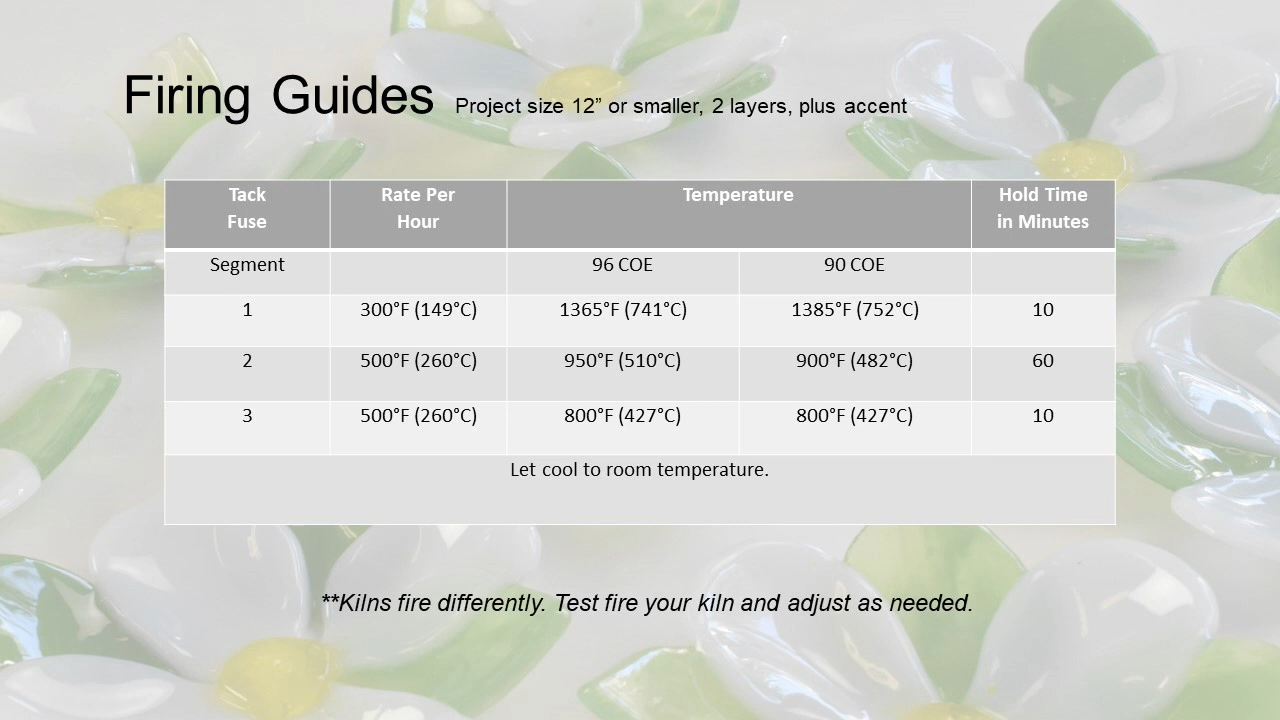 Firing Guides Project size 12” or smaller, 2 layers, plus accent
Tack Fuse Rate Per Hour Temperature Hold Time in Minutes
Segment 96 COE 90 COE
1 300°F (149°C) 1365°F (741°C) 1385°F (752°C) 10
2 500°F (260°C) 950°F (510°C) 900°F (482°C) 60
3 500°F (260°C) 800°F (427°C) 800°F (427°C) 10
Let cool to room temperature.
**Kilns fire differently. Test fire your kiln and adjust as needed.